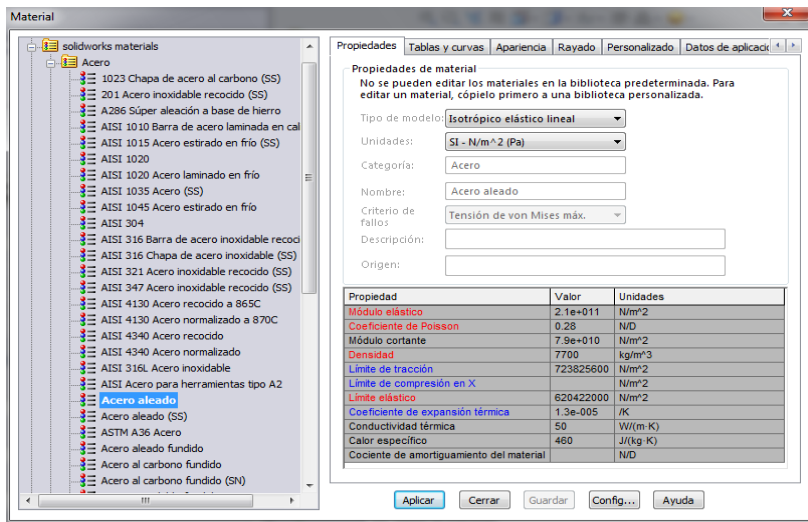 Material
solidworks materials
Acero
1023 Chapa de acero al carbono (SS)
201 Acero inoxidable recocido (SS)
A286 Súper aleación a base de hierro
AISI 1010 Barra de acero laminada en cal
AISI 1015 Acero estirado en frío (SS)
AISI 1020
AISI 1020 Acero laminado en frío
AISI 1035 Acero (SS)
AISI 1045 Acero estirado en frío
AISI 304
AISI 316 Barra de acero inoxidable recoci
AISI 316 Chapa de acero inoxidable (SS)
AISI 321 Acero inoxidable recocido (SS)
AISI 347 Acero inoxidable recocido (SS)
AISI 4130 Acero recocido a 865C
AISI 4130 Acero normalizado a 870C
AISI 4340 Acero recocido
AISI 4340 Acero normalizado
AISI 316L Acero inoxidable
AISI Acero para herramientas tipo A2
Acero aleado
Acero aleado (SS)
ASTM A36 Acero
Acero aleado fundido
Acero al carbono fundido
Acero al carbono fundido (SN)
Propiedades Tablas y curvas Apariencia Rayado Personalizado Datos de aplicació
Propiedades de material
No se pueden editar los materiales en la biblioteca predeterminada. Para
editar un material, cópielo primero a una biblioteca personalizada.
Tipo de modelo: Isotrópico elástico lineal
Unidades: SI - N/m^2 (Pa)
Categoría: Acero
Nombre: Acero aleado
Criterio de
fallos Tensión de von Mises máx.
Descripción:
Origen:
Propiedad Valor Unidades
Módulo elástico 2.1e+011 N/m^2
Coeficiente de Poisson 0.28 N/D
Módulo cortante 7.9e+010 N/m^2
Densidad 7700 kg/m^3
Límite de tracción 723825600 N/m^2
Límite de compresión en X N/m^2
Límite elástico 620422000 N/m^2
Coeficiente de expansión térmica 1.3e-005 /K
Conductividad térmica 50 W/(m·K)
Calor específico 460 J/(kg·K)
Cociente de amortiguamiento del material N/D
Aplicar Cerrar Guardar Config... Ayuda